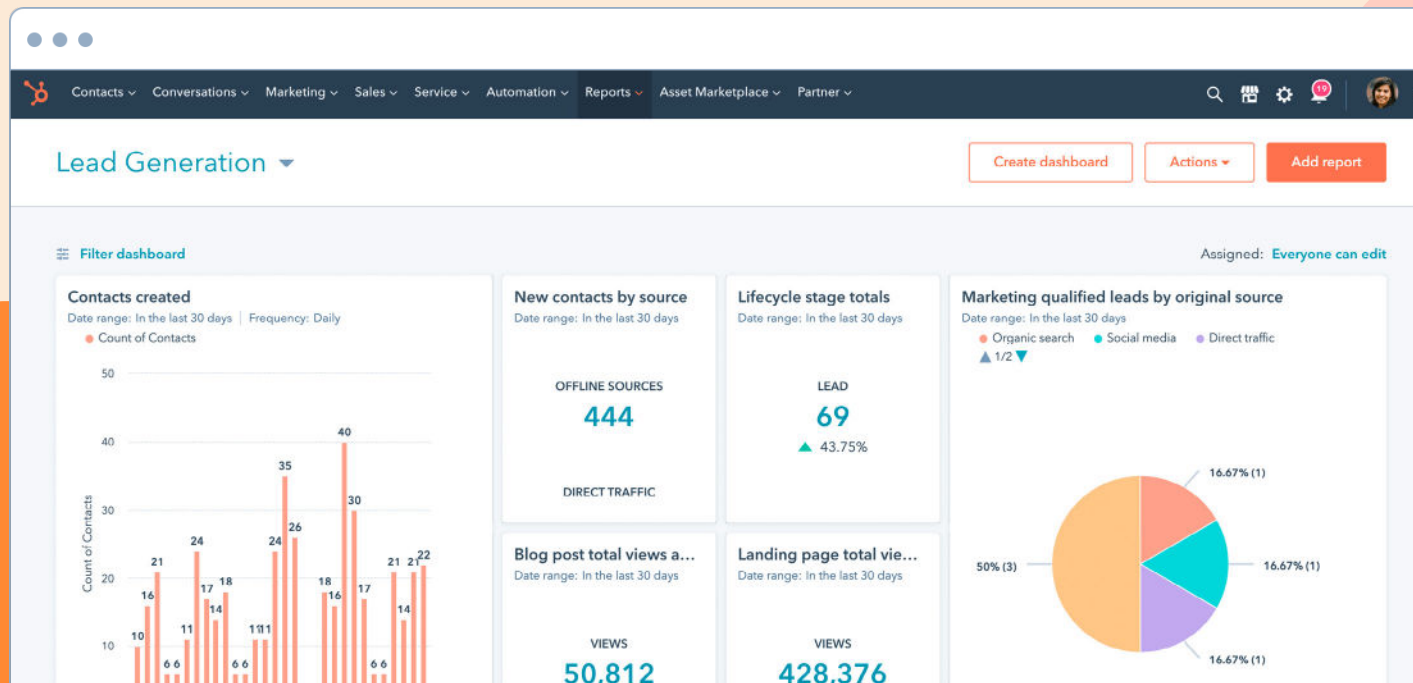 Contacts Conversations Marketing Sales Service Automation Reports Asset Marketplace Partner 19
Lead Generation
Create dashboard Actions Add report
Filter dashboard
Assigned: Everyone can edit
Contacts created
Date range: In the last 30 days | Frequency: Daily
Count of Contacts
50
40
30
20
10
Count of Contacts
10 16 21 6 6 11 24 17 14 18 6 6 11 11 24 35 26 18 16 40 30 17 6 6 21 14 21 22
New contacts by source
Date range: In the last 30 days
OFFLINE SOURCES
444
DIRECT TRAFFIC
Lifecycle stage totals
Date range: In the last 30 days
LEAD
69
43.75%
Marketing qualified leads by original source
Date range: In the last 30 days
Organic search Social media Direct traffic
1/2
16.67% (1)
50% (3)
16.67% (1)
16.67% (1)
Blog post total views a...
Date range: In the last 30 days
VIEWS
50,812
Landing page total vie...
Date range: In the last 30 days
VIEWS
428,376